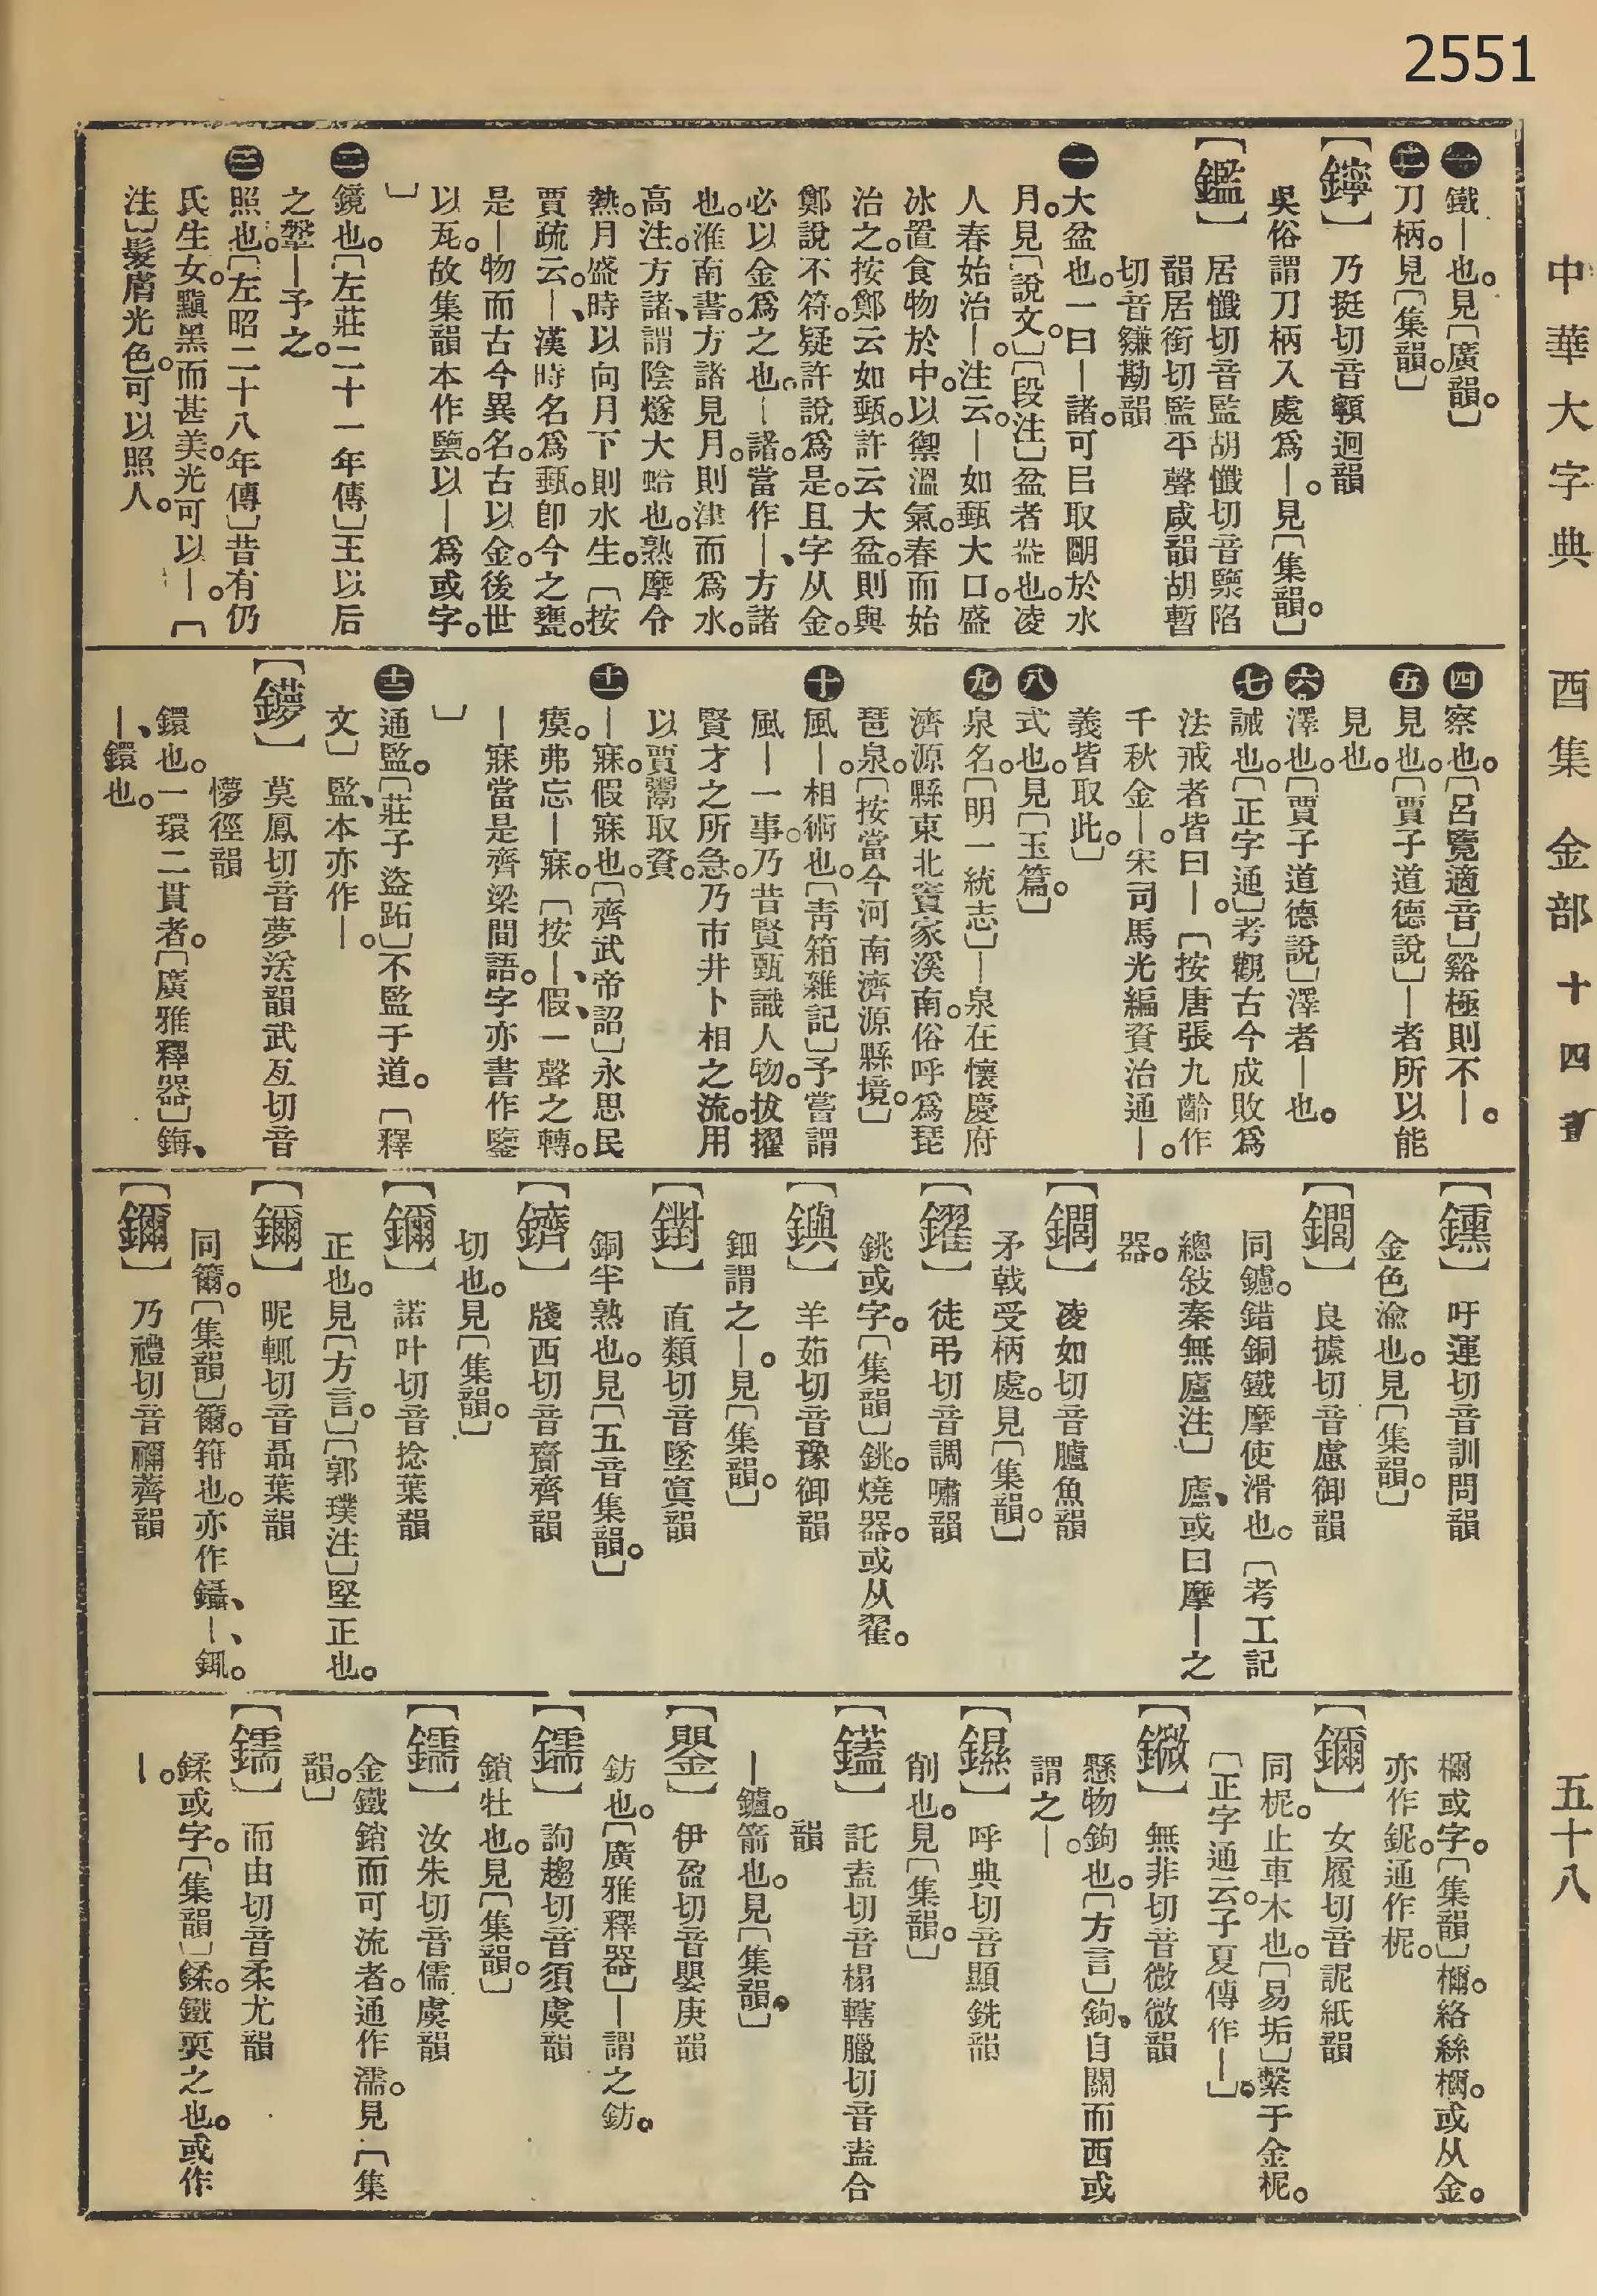 2551
中華大字典 酉集 金部 十四畫 五十八
㊀鐵｜也。見〔廣韻。〕
㊁刀柄。見〔集韻。〕
【鑏】乃挺切音顐迥韻
吳俗謂刀柄入處爲｜。見〔集韻。〕
【鑑】居懺切音監胡懺切音檃陷
韻居銜切監平聲咸韻胡暫
切音𧸖勘韻
㊀大盆也。一曰｜諸。可㠯取朙於水
月。見〔說文。〕〔段注〕盆者㼜也。凌
人春始治｜。注云。｜如甄大口。盛
冰置食物於中。以禦溫氣。春而始
治之。按鄭云如甄。許云大盆。則與
鄭說不符。疑許說爲是。且字从金。
必以金爲之也。｜諸。當作｜、方諸
也。淮南書。方諸見月。則津而爲水。
高注。方諸、謂陰燧大蛤也。熟摩令
熱。月盛時、以向月下。則水生。〔按
賈疏云。｜漢時名爲甄。卽今之甕。
是｜物而古今異名。古以金。後世
以瓦。故集韻本作甖。以｜爲或字。
〕
㊁鏡也。〔左莊二十一年傳〕王以后
之鞶｜予之。
㊂照也。〔左昭二十八年傳〕昔有仍
氏生女。黰黑而甚美。光可以｜。〔
注〕髮膚光色。可以照人。
㊃察也。〔呂覽適音〕谿極則不｜。
㊄見也。〔賈子道德說〕｜者所以能
見也。
㊅澤也。〔賈子道德說〕澤者｜也。
㊆誡也。〔正字通〕考觀古今成敗爲
法戒者皆曰｜。〔按唐張九齡作
千秋金｜。宋司馬光編資治通｜。
義皆取此。〕
㊇式也。見〔玉篇。〕
㊈泉名。〔明一統志〕｜泉在懷慶府
濟源縣東北竇家溪南。俗呼爲琵
琶泉。〔按當今河南濟源縣境。〕
㊉風｜。相術也。〔靑箱雜記〕予嘗謂
風｜一事。乃昔賢甄識人物。拔擢
賢才之所急。乃市井卜相之流。用
以賈鬻取資。
(十一)｜寐。假寐也。〔齊武帝詔〕永思民
瘼。弗忘｜寐。〔按｜、假、一聲之轉。
｜寐當是齊梁間語。字亦書作鑒
〕
(十二)通監。〔莊子盜跖〕不監于道。〔釋
文〕監、本亦作｜。
【䥰】莫鳳切音夢送韻武亙切音
懜徑韻
鐶也。一環二貫者。〔廣雅釋器〕鋂、
｜、鐶也。
【鑂】吁運切音訓問韻
金色渝也。見〔集韻。〕
【鐧】良據切音慮御韻
同鑢。錯銅鐵摩使滑也。〔考工記
總敍秦無廬注〕廬、或曰摩｜之
器。
【鐧】凌如切音臚魚韻
矛戟受柄處。見〔集韻。〕
【鑃】徒弔切音調嘯韻
銚或字。〔集韻〕銚。燒器。或从翟。
【鸒】羊茹切音豫御韻
鈿謂之｜。見〔集韻。〕
【鐓】直類切音墜寘韻
銅半熟也。見〔五音集韻。〕
【鑇】牋西切音齎齊韻
切也。見〔集韻。〕
【鑈】諾叶切音捻葉韻
正也。見〔方言。〕〔郭璞注〕堅正也。
【鑈】昵輒切音聶葉韻
同籋。〔集韻〕籋。箝也。亦作鑷、｜、鉔。
【鑈】乃禮切音禰薺韻
檷或字。〔集韻〕檷。絡絲檷。或从金。
亦作鈮。通作柅。
【鑈】女履切音詑紙韻
同柅。止車木也。〔易垢〕繫于金柅。
〔正字通云。子夏傳作｜〕。
【䥩】無非切音微微韻
懸物鉤也。〔方言〕鉤、自關而西或
謂之｜。
【鑎】呼典切音顯銑韻
削也。見〔集韻。〕
【鑉】託盍切音榻轄臘切音盍合
韻
｜鑪。箭也。見〔集韻。〕
【罌】伊盈切音嬰庚韻
鈁也。〔廣雅釋器〕｜謂之鈁。
【鑐】詢趨切音須虞韻
鎖牡也。見〔集韻。〕
【鑐】汝朱切音儒虞韻
金鐵銷而可流者。通作濡。見〔集
韻。〕
【鑐】而由切音柔尤韻
鍒或字。〔集韻〕鍒。鐵耎之也。或作
｜。